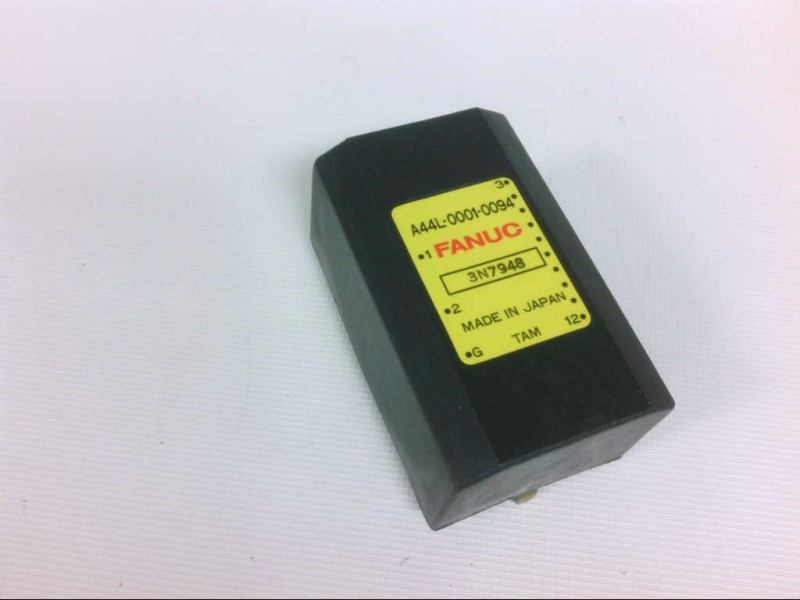 3
A44L-0001-0094
1 FANUC
3N7948
2
MADE IN JAPAN
G TAM 12